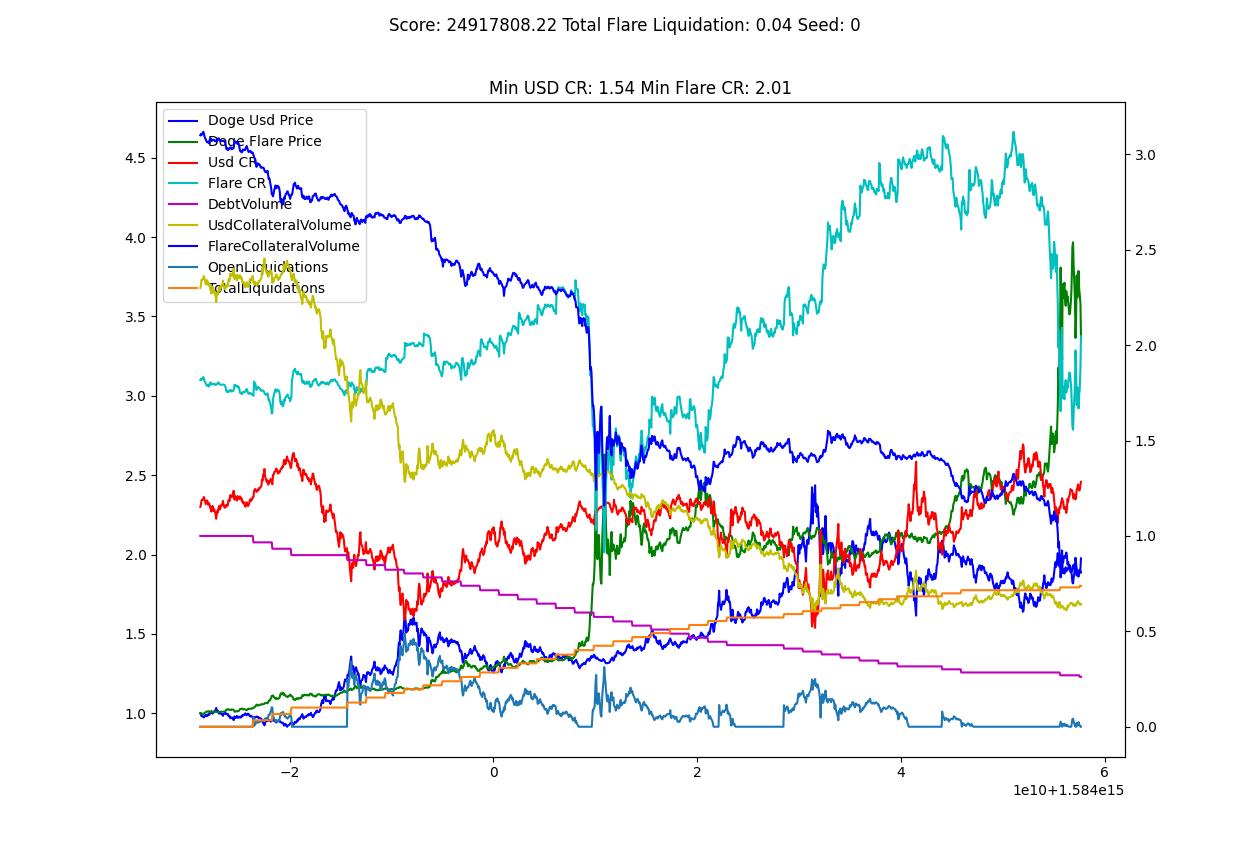 Score: 24917808.22 Total Flare Liquidation: 0.04 Seed: 0
Min USD CR: 1.54 Min Flare CR: 2.01
Doge Usd Price
Doge Flare Price
Usd CR
Flare CR
DebtVolume
UsdCollateralVolume
FlareCollateralVolume
OpenLiquidations
TotalLiquidations
4.5
4.0
3.5
3.0
2.5
2.0
1.5
1.0
3.0
2.5
2.0
1.5
1.0
0.5
0.0
−2
0
2
4
6
1e10+1.584e15